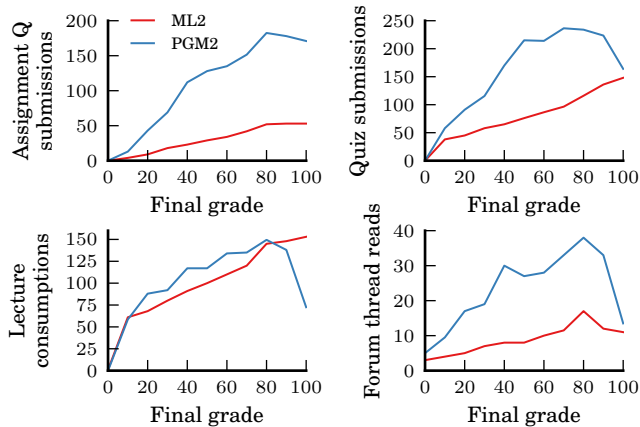 200
150
100
50
0
Assignment Q
submissions
ML2
PGM2
0 20 40 60 80 100
Final grade
250
200
150
100
50
0
Quiz submissions
0 20 40 60 80 100
Final grade
150
125
100
75
50
25
0
Lecture
consumptions
0 20 40 60 80 100
Final grade
40
30
20
10
0
Forum thread reads
0 20 40 60 80 100
Final grade